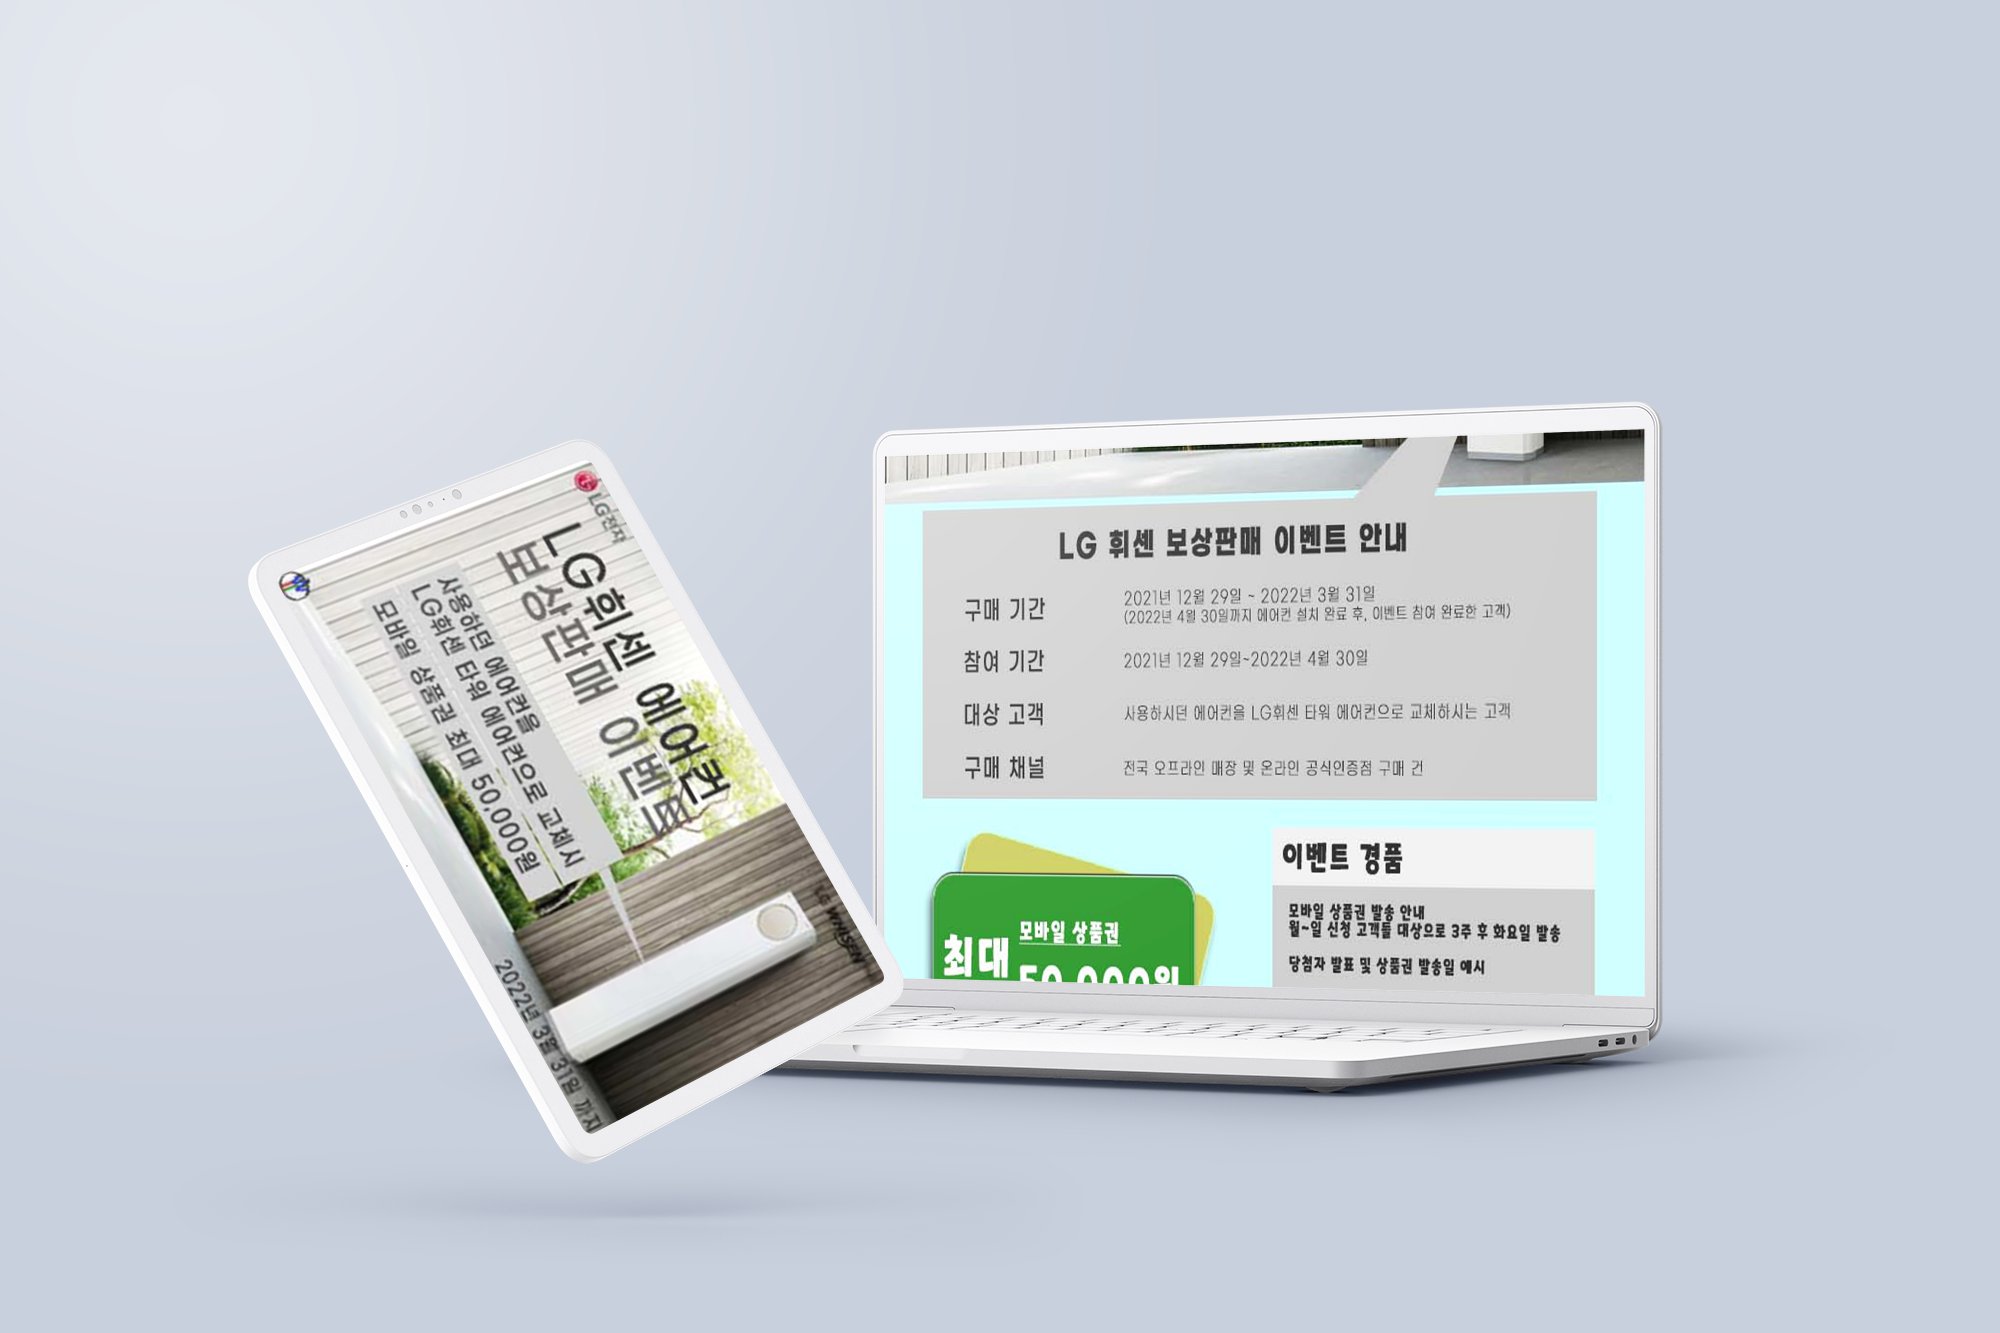 LG전자
LG휘센 에어컨
보상판매 이벤트
사용하던 에어컨을
LG휘센 타워 에어컨으로 교체시
모바일 상품권 최대 50,000원
LG WHISEN
2022년 3월 31일 까지
LG 휘센 보상판매 이벤트 안내
구매 기간
2021년 12월 29일 ~ 2022년 3월 31일
(2022년 4월 30일까지 에어컨 설치 완료 후, 이벤트 참여 완료한 고객)
참여 기간
2021년 12월 29일~2022년 4월 30일
대상 고객
사용하시던 에어컨을 LG휘센 타워 에어컨으로 교체하시는 고객
구매 채널
전국 오프라인 매장 및 온라인 공식인증점 구매 건
모바일 상품권
최대 50,000원
이벤트 경품
모바일 상품권 발송 안내
월~일 신청 고객들 대상으로 3주 후 화요일 발송
당첨자 발표 및 상품권 발송일 예시